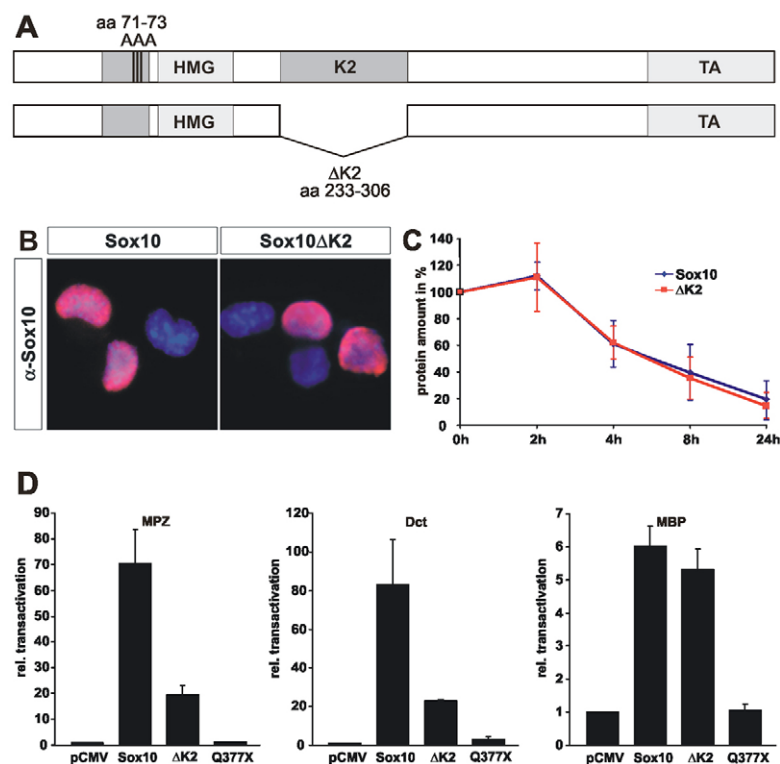 A
aa 71-73
AAA
HMG
K2
TA
HMG
TA
ΔK2
aa 233-306
B
Sox10
Sox10ΔK2
α-Sox10
C
protein amount in %
140
120
100
80
60
40
20
0
0h
2h
4h
8h
24h
Sox10
ΔK2
D
MPZ
rel. transactivation
90
80
70
60
50
40
30
20
10
0
pCMV
Sox10
ΔK2
Q377X
Dct
rel. transactivation
120
100
80
60
40
20
0
pCMV
Sox10
ΔK2
Q377X
MBP
rel. transactivation
7
6
5
4
3
2
1
0
pCMV
Sox10
ΔK2
Q377X